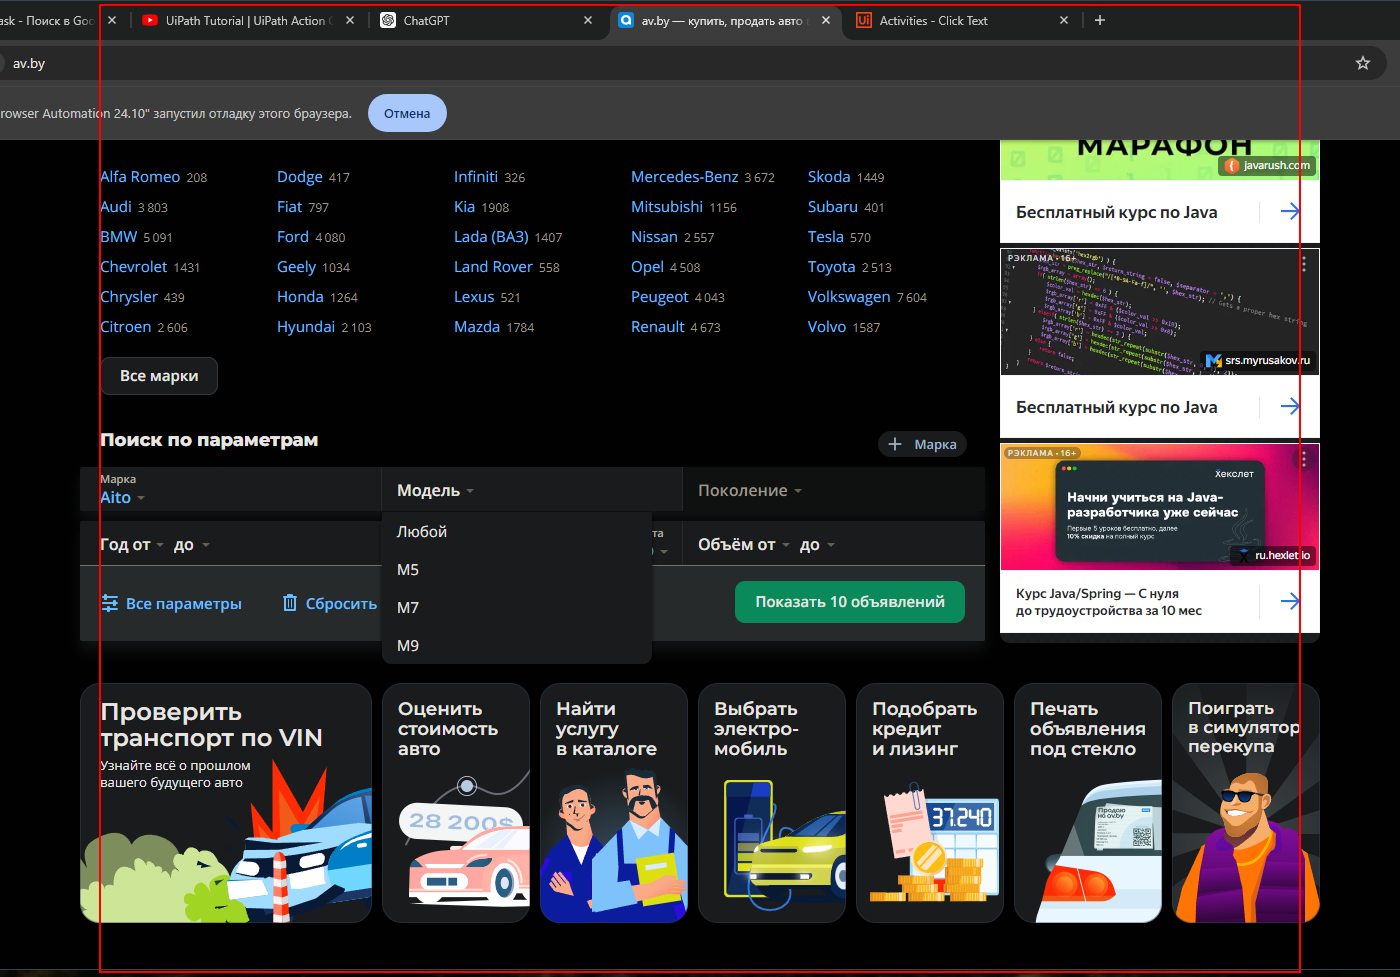 ask - Поиск в Goo
UiPath Tutorial | UiPath Action C
ChatGPT
av.by — купить, продать авто в
Activities - Click Text
av.by
rowser Automation 24.10" запустил отладку этого браузера.
Отмена
Alfa Romeo 208
Dodge 417
Infiniti 326
Mercedes-Benz 3 672
Skoda 1449
Audi 3 803
Fiat 797
Kia 1908
Mitsubishi 1156
Subaru 401
BMW 5 091
Ford 4 080
Lada (ВАЗ) 1407
Nissan 2 557
Tesla 570
Chevrolet 1431
Geely 1034
Land Rover 558
Opel 4 508
Toyota 2 513
Chrysler 439
Honda 1264
Lexus 521
Peugeot 4 043
Volkswagen 7 604
Citroen 2 606
Hyundai 2 103
Mazda 1784
Renault 4 673
Volvo 1587
Все марки
МАРАФОН
javarush.com
Бесплатный курс по Java
РЭКЛАМА • 16+
srs.myrusakov.ru
Бесплатный курс по Java
РЭКЛАМА • 16+
Хекслет
Начни учиться на Java-
разработчика уже сейчас
Первые 5 уроков бесплатно, далее
10% скидка на полный курс
ru.hexlet.io
Курс Java/Spring — С нуля
до трудоустройства за 10 мес
Поиск по параметрам
Марка
Марка
Aito
Модель
Поколение
Любой
M5
M7
M9
Год от
до
та
Объём от
до
Все параметры
Сбросить
Показать 10 объявлений
Проверить
транспорт по VIN
Узнайте всё о прошлом
вашего будущего авто
Оценить
стоимость
авто
28 200$
Найти
услугу
в каталоге
Выбрать
электро-
мобиль
Подобрать
кредит
и лизинг
37.240
Печать
объявления
под стекло
Продаю
на av.by
Поиграть
в симулятор
перекупа